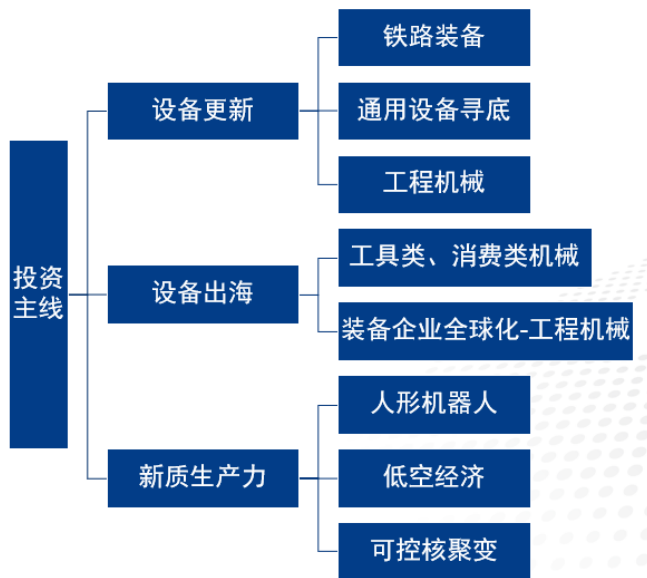 投资
主线
设备更新
铁路装备
通用设备寻底
工程机械
设备出海
工具类、消费类机械
装备企业全球化-工程机械
新质生产力
人形机器人
低空经济
可控核聚变